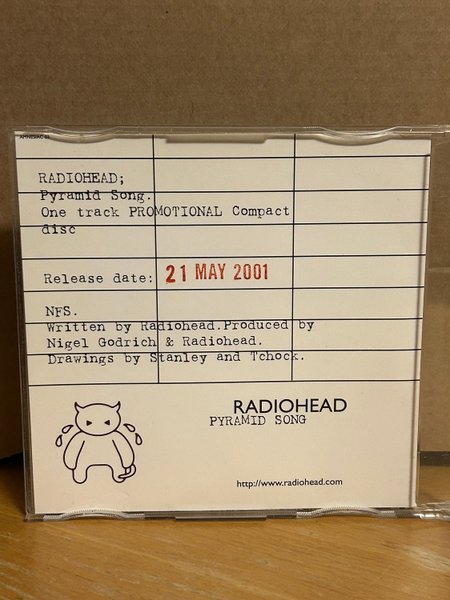 RADIOHEAD;
Pyramid Song.
One track PROMOTIONAL Compact
disc
Release date: 21 MAY 2001
NFS.
Written by Radiohead.Produced by
Nigel Godrich & Radiohead.
Drawings by Stanley and Tchock.
RADIOHEAD
PYRAMID SONG
http://www.radiohead.com